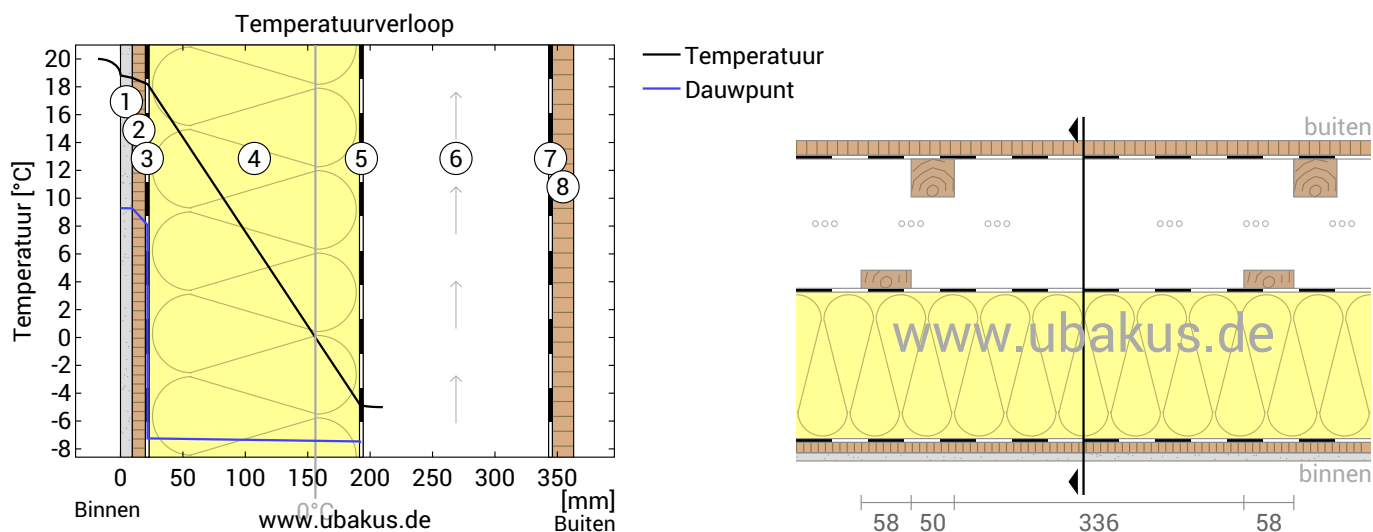 Temperatuurverloop
Temperatuur [°C]
20
18
16
14
12
10
8
6
4
2
0
-2
-4
-6
-8
1
2
3
4
5
6
7
8
0
50
100
150
200
250
300
350
[mm]
Binnen
0°C
www.ubakus.de
Buiten
Temperatuur
Dauwpunt
buiten
www.ubakus.de
binnen
58
50
336
58